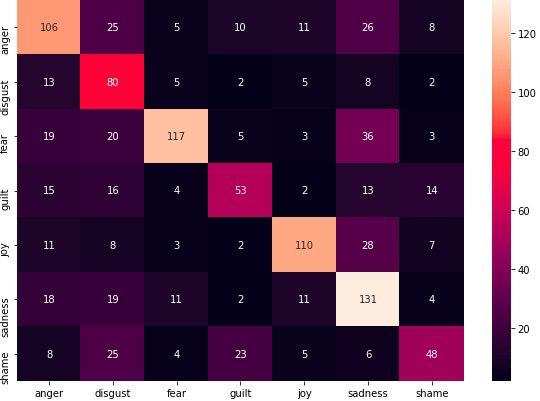 anger 106 25 5 10 11 26 8
disgust 13 80 5 2 5 8 2
fear 19 20 117 5 3 36 3
guilt 15 16 4 53 2 13 14
joy 11 8 3 2 110 28 7
sadness 18 19 11 2 11 131 4
shame 8 25 4 23 5 6 48
anger disgust fear guilt joy sadness shame
120
100
80
60
40
20